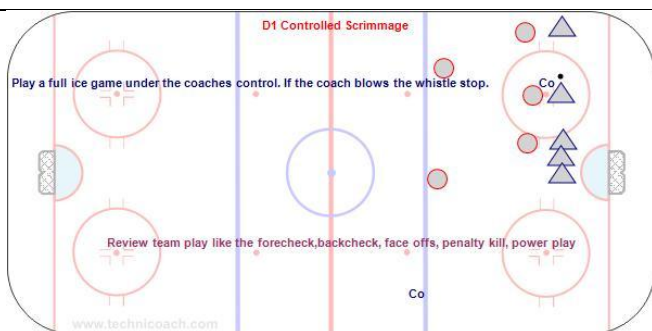 D1 Controlled Scrimmage
Play a full ice game under the coaches control. If the coach blows the whistle stop.
Co
Review team play like the forecheck,backcheck, face offs, penalty kill, power play
Co
www.technicoach.com